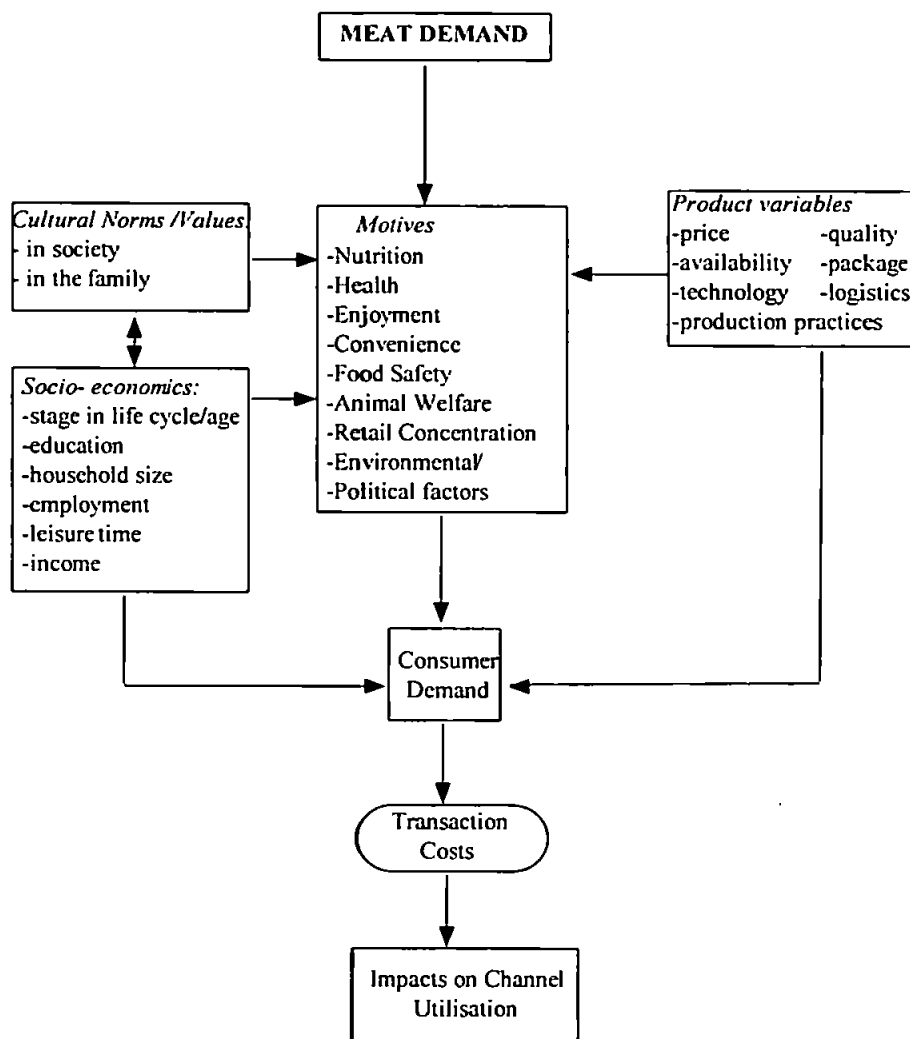 MEAT DEMAND
Cultural Norms /Values
- in society
- in the family
Socio- economics:
-stage in life cycle/age
-education
-household size
-employment
-leisure time
-income
Motives
-Nutrition
-Health
-Enjoyment
-Convenience
-Food Safety
-Animal Welfare
-Retail Concentration
-Environmental/
-Political factors
Product variables
-price -quality
-availability -package
-technology -logistics
-production practices
Consumer
Demand
Transaction
Costs
Impacts on Channel
Utilisation